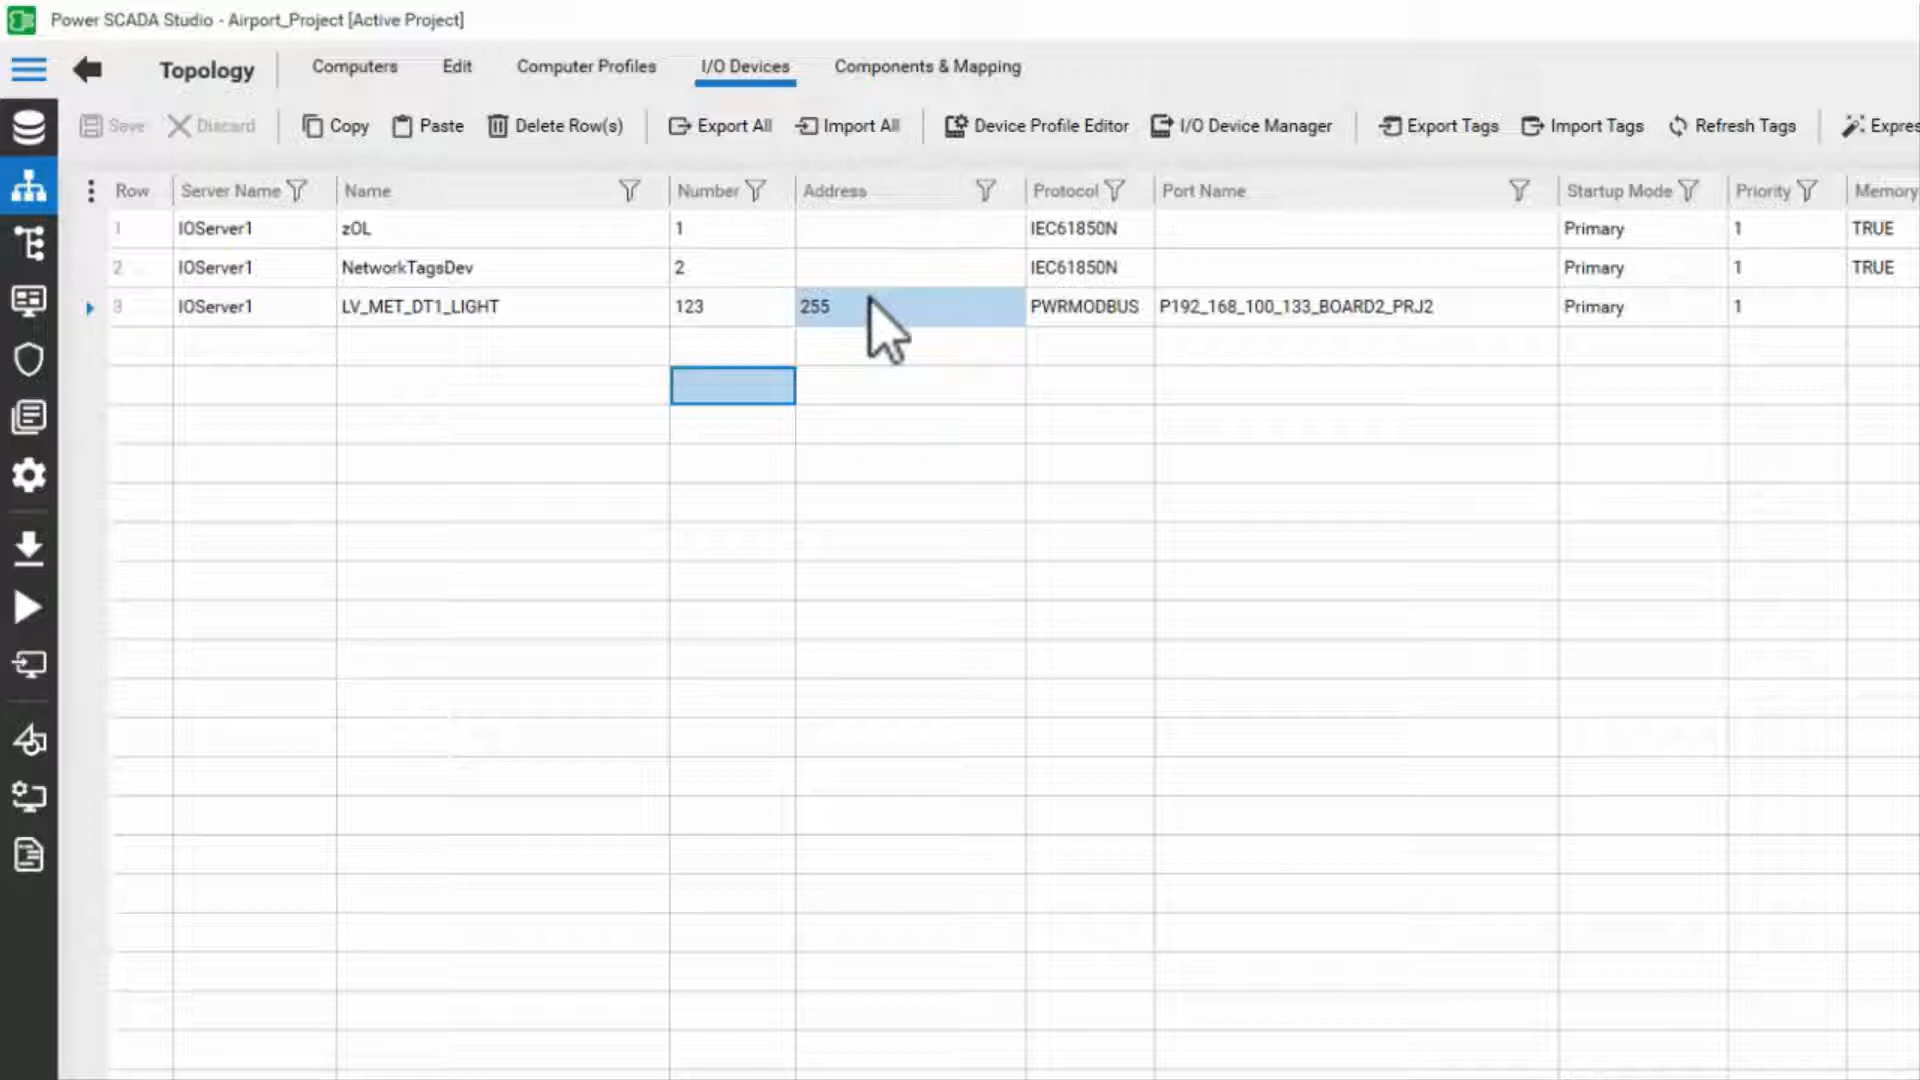 Power SCADA Studio - Airport_Project [Active Project]
Topology Computers Edit Computer Profiles I/O Devices Components & Mapping
Save Discard Copy Paste Delete Row(s) Export All Import All Device Profile Editor I/O Device Manager Export Tags Import Tags Refresh Tags Expres
Row Server Name Name Number Address Protocol Port Name Startup Mode Priority Memory
1 IOServer1 zOL 1 IEC61850N Primary 1 TRUE
2 IOServer1 NetworkTagsDev 2 IEC61850N Primary 1 TRUE
3 IOServer1 LV_MET_DT1_LIGHT 123 255 PWRMODBUS P192_168_100_133_BOARD2_PRJ2 Primary 1